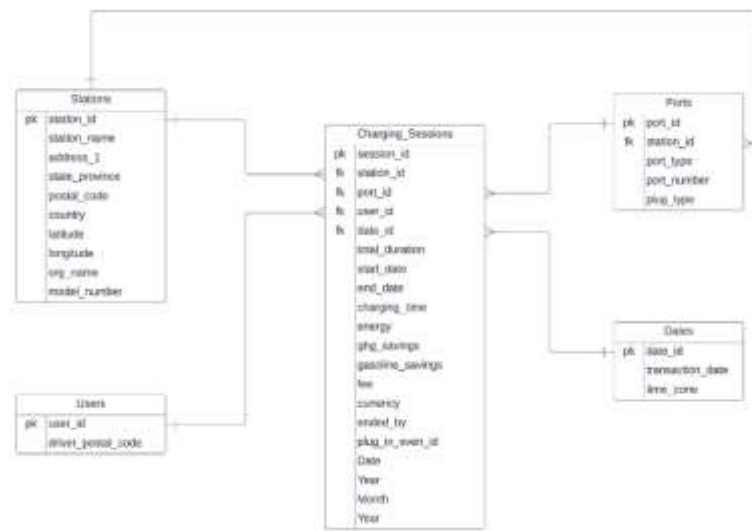 Stations
pk station_id
station_name
address_1
state_province
postal_code
country
latitude
longitude
org_name
model_number
Users
pk user_id
driver_postal_code
Charging_Sessions
pk session_id
fk station_id
fk port_id
fk user_id
fk date_id
total_duration
start_date
end_date
charging_time
energy
ghg_savings
gasoline_savings
fee
currency
ended_by
plug_in_event_id
Date
Year
Month
Year
Ports
pk port_id
fk station_id
port_type
port_number
plug_type
Dates
pk date_id
transaction_date
time_zone